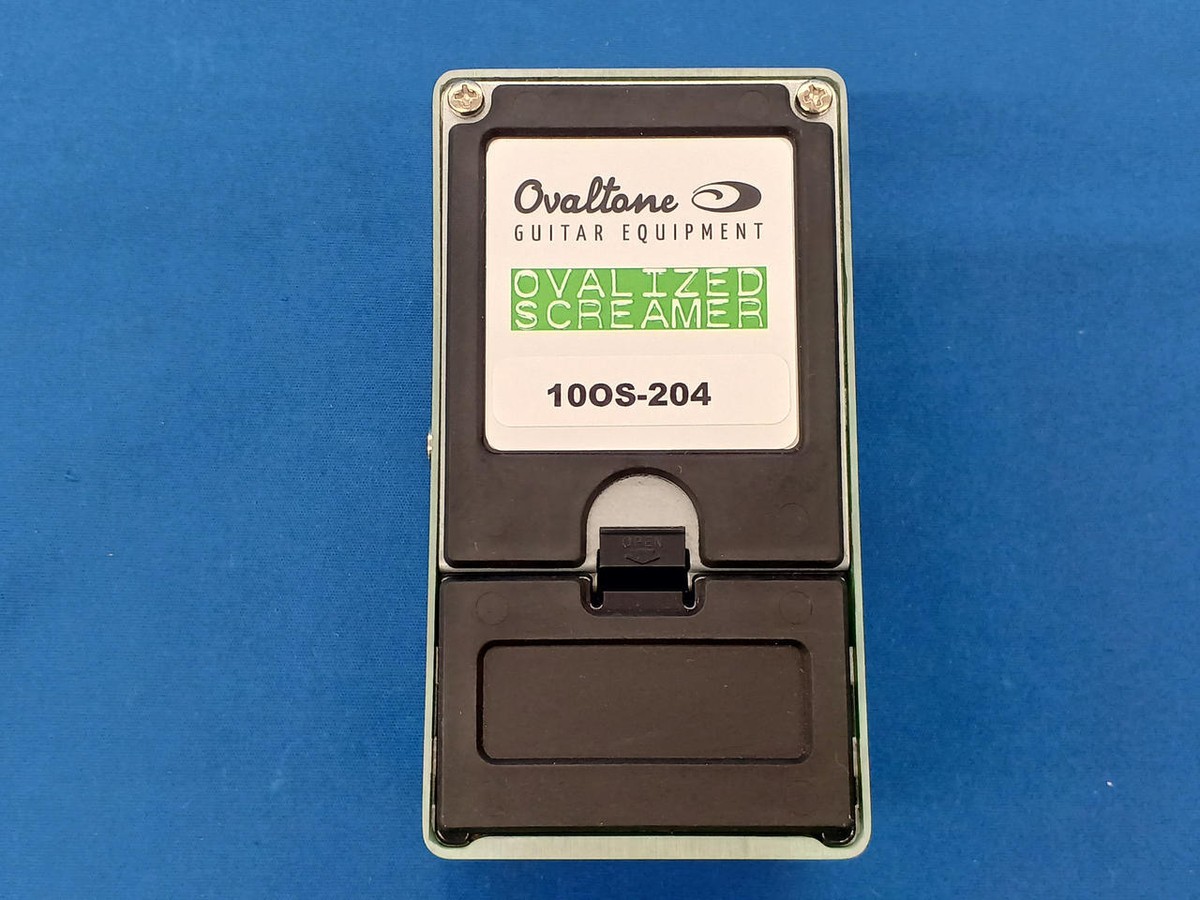 Ovaltone
GUITAR EQUIPMENT
OVALIZED
SCREAMER
10OS-204
OPEN